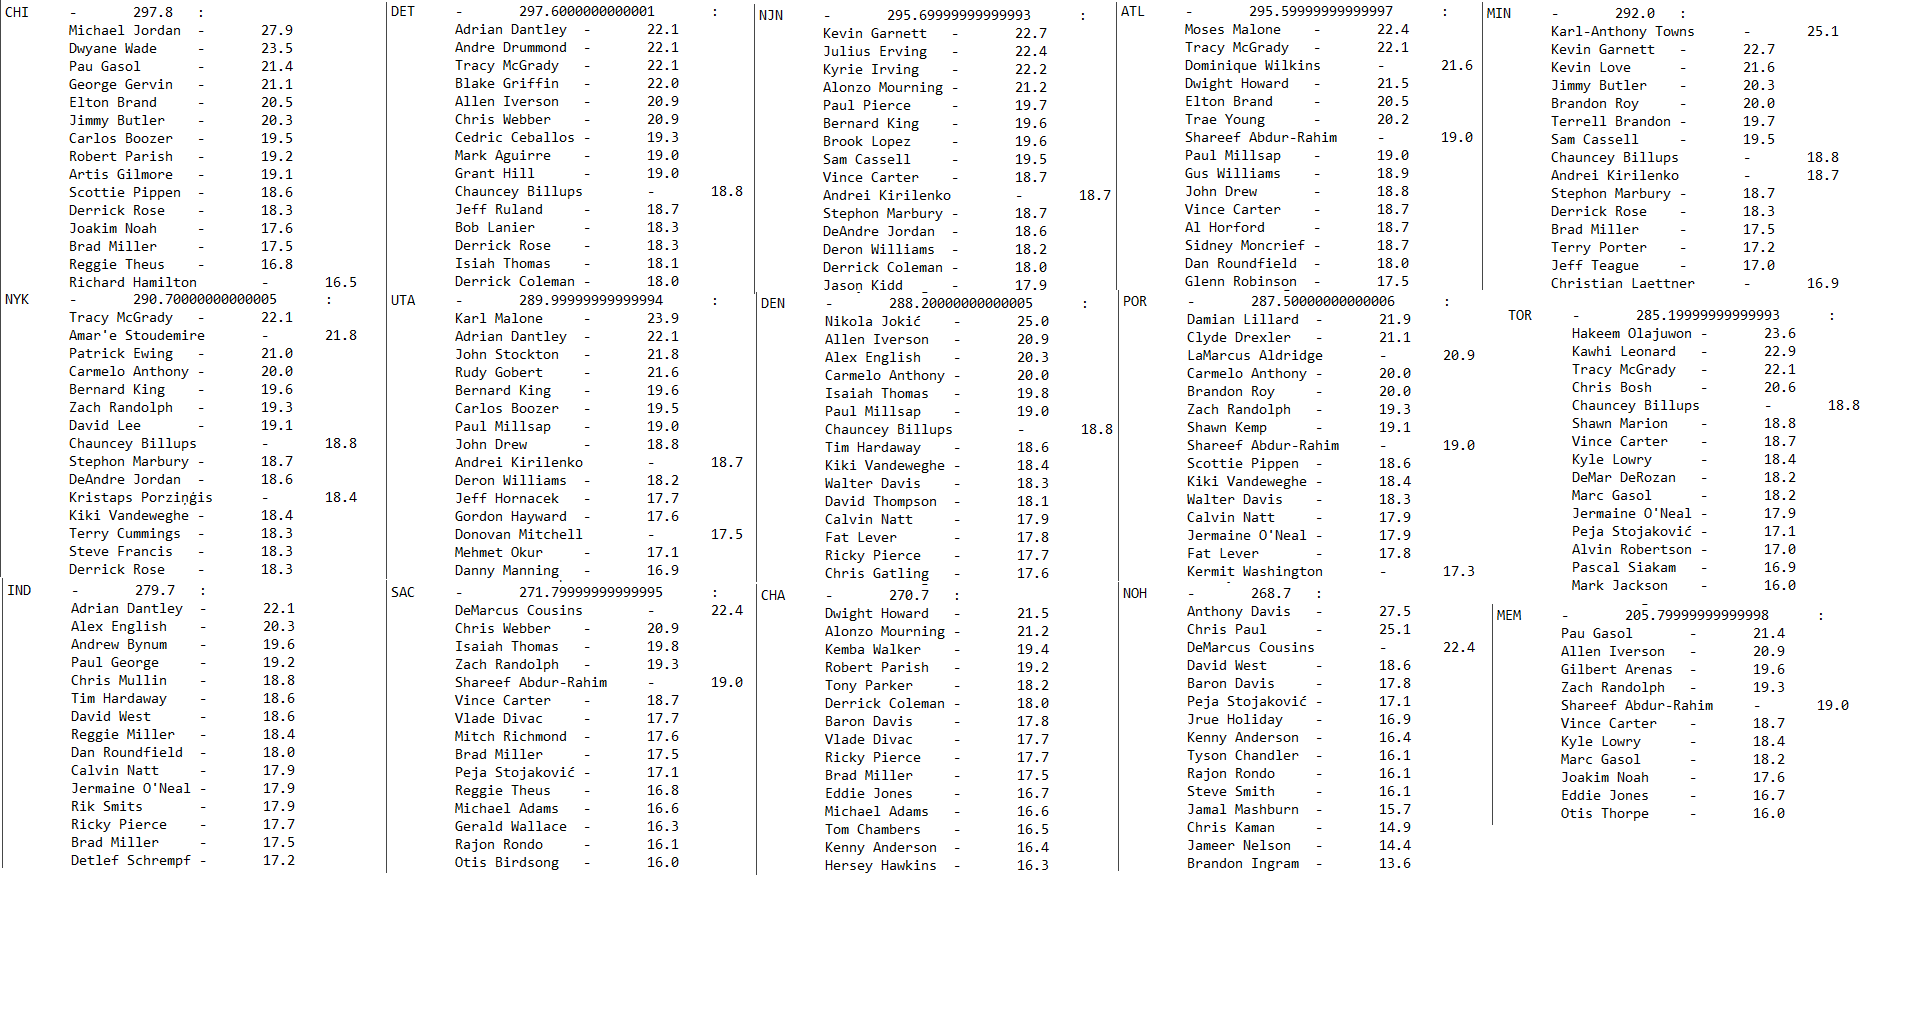 CHI - 297.8 :
Michael Jordan - 27.9
Dwyane Wade - 23.5
Pau Gasol - 21.4
George Gervin - 21.1
Elton Brand - 20.5
Jimmy Butler - 20.3
Carlos Boozer - 19.5
Robert Parish - 19.2
Artis Gilmore - 19.1
Scottie Pippen - 18.6
Derrick Rose - 18.3
Joakim Noah - 17.6
Brad Miller - 17.5
Reggie Theus - 16.8
Richard Hamilton - 16.5
DET - 297.6000000000001 :
Adrian Dantley - 22.1
Andre Drummond - 22.1
Tracy McGrady - 22.1
Blake Griffin - 22.0
Allen Iverson - 20.9
Chris Webber - 20.9
Cedric Ceballos - 19.3
Mark Aguirre - 19.0
Grant Hill - 19.0
Chauncey Billups - 18.8
Jeff Ruland - 18.7
Bob Lanier - 18.3
Derrick Rose - 18.3
Isiah Thomas - 18.1
Derrick Coleman - 18.0
NJN - 295.69999999999993 :
Kevin Garnett - 22.7
Julius Erving - 22.4
Kyrie Irving - 22.2
Alonzo Mourning - 21.2
Paul Pierce - 19.7
Bernard King - 19.6
Brook Lopez - 19.6
Sam Cassell - 19.5
Vince Carter - 18.7
Andrei Kirilenko - 18.7
Stephon Marbury - 18.7
DeAndre Jordan - 18.6
Deron Williams - 18.2
Derrick Coleman - 18.0
Jason Kidd - 17.9
ATL - 295.59999999999997 :
Moses Malone - 22.4
Tracy McGrady - 22.1
Dominique Wilkins - 21.6
Dwight Howard - 21.5
Elton Brand - 20.5
Trae Young - 20.2
Shareef Abdur-Rahim - 19.0
Paul Millsap - 19.0
Gus Williams - 18.9
John Drew - 18.8
Vince Carter - 18.7
Al Horford - 18.7
Sidney Moncrief - 18.7
Dan Roundfield - 18.0
Glenn Robinson - 17.5
MIN - 292.0 :
Karl-Anthony Towns - 25.1
Kevin Garnett - 22.7
Kevin Love - 21.6
Jimmy Butler - 20.3
Brandon Roy - 20.0
Terrell Brandon - 19.7
Sam Cassell - 19.5
Chauncey Billups - 18.8
Andrei Kirilenko - 18.7
Stephon Marbury - 18.7
Derrick Rose - 18.3
Brad Miller - 17.5
Terry Porter - 17.2
Jeff Teague - 17.0
Christian Laettner - 16.9
NYK - 290.70000000000005 :
Tracy McGrady - 22.1
Amar'e Stoudemire - 21.8
Patrick Ewing - 21.0
Carmelo Anthony - 20.0
Bernard King - 19.6
Zach Randolph - 19.3
David Lee - 19.1
Chauncey Billups - 18.8
Stephon Marbury - 18.7
DeAndre Jordan - 18.6
Kristaps Porziņģis - 18.4
Kiki Vandeweghe - 18.4
Terry Cummings - 18.3
Steve Francis - 18.3
Derrick Rose - 18.3
UTA - 289.999999999999994 :
Karl Malone - 23.9
Adrian Dantley - 22.1
John Stockton - 21.8
Rudy Gobert - 21.6
Bernard King - 19.6
Carlos Boozer - 19.5
Paul Millsap - 19.0
John Drew - 18.8
Andrei Kirilenko - 18.7
Deron Williams - 18.2
Jeff Hornacek - 17.7
Gordon Hayward - 17.6
Donovan Mitchell - 17.5
Mehmet Okur - 17.1
Danny Manning - 16.9
DEN - 288.20000000000005 :
Nikola Jokić - 25.0
Allen Iverson - 20.9
Alex English - 20.3
Carmelo Anthony - 20.0
Isaiah Thomas - 19.8
Paul Millsap - 19.0
Chauncey Billups - 18.8
Tim Hardaway - 18.6
Kiki Vandeweghe - 18.4
Walter Davis - 18.3
David Thompson - 18.1
Calvin Natt - 17.9
Fat Lever - 17.8
Ricky Pierce - 17.7
Chris Gatling - 17.6
POR - 287.50000000000006 :
Damian Lillard - 21.9
Clyde Drexler - 21.1
LaMarcus Aldridge - 20.9
Carmelo Anthony - 20.0
Brandon Roy - 20.0
Zach Randolph - 19.3
Shawn Kemp - 19.1
Shareef Abdur-Rahim - 19.0
Scottie Pippen - 18.6
Kiki Vandeweghe - 18.4
Walter Davis - 18.3
Calvin Natt - 17.9
Jermaine O'Neal - 17.9
Fat Lever - 17.8
Kermit Washington - 17.3
TOR - 285.19999999999993 :
Hakeem Olajuwon - 23.6
Kawhi Leonard - 22.9
Tracy McGrady - 22.1
Chris Bosh - 20.6
Chauncey Billups - 18.8
Shawn Marion - 18.8
Vince Carter - 18.7
Kyle Lowry - 18.4
DeMar DeRozan - 18.2
Marc Gasol - 18.2
Jermaine O'Neal - 17.9
Peja Stojaković - 17.1
Alvin Robertson - 17.0
Pascal Siakam - 16.9
Mark Jackson - 16.0
IND - 279.7 :
Adrian Dantley - 22.1
Alex English - 20.3
Andrew Bynum - 19.6
Paul George - 19.2
Chris Mullin - 18.8
Tim Hardaway - 18.6
David West - 18.6
Reggie Miller - 18.4
Dan Roundfield - 18.0
Calvin Natt - 17.9
Jermaine O'Neal - 17.9
Rik Smits - 17.9
Ricky Pierce - 17.7
Brad Miller - 17.5
Detlef Schrempf - 17.2
SAC - 271.79999999999995 :
DeMarcus Cousins - 22.4
Chris Webber - 20.9
Isaiah Thomas - 19.8
Zach Randolph - 19.3
Shareef Abdur-Rahim - 19.0
Vince Carter - 18.7
Vlade Divac - 17.7
Mitch Richmond - 17.6
Brad Miller - 17.5
Peja Stojaković - 17.1
Reggie Theus - 16.8
Michael Adams - 16.6
Gerald Wallace - 16.3
Rajon Rondo - 16.1
Otis Birdsong - 16.0
CHA - 270.7 :
Dwight Howard - 21.5
Alonzo Mourning - 21.2
Kemba Walker - 19.4
Robert Parish - 19.2
Tony Parker - 18.2
Derrick Coleman - 18.0
Baron Davis - 17.8
Vlade Divac - 17.7
Ricky Pierce - 17.7
Brad Miller - 17.5
Eddie Jones - 16.7
Michael Adams - 16.6
Tom Chambers - 16.5
Kenny Anderson - 16.4
Hersey Hawkins - 16.3
NOH - 268.7 :
Anthony Davis - 27.5
Chris Paul - 25.1
DeMarcus Cousins - 22.4
David West - 18.6
Baron Davis - 17.8
Peja Stojaković - 17.1
Jrue Holiday - 16.9
Kenny Anderson - 16.4
Tyson Chandler - 16.1
Rajon Rondo - 16.1
Steve Smith - 16.1
Jamal Mashburn - 15.7
Chris Kaman - 14.9
Jameer Nelson - 14.4
Brandon Ingram - 13.6
MEM - 205.79999999999998 :
Pau Gasol - 21.4
Allen Iverson - 20.9
Gilbert Arenas - 19.6
Zach Randolph - 19.3
Shareef Abdur-Rahim - 19.0
Vince Carter - 18.7
Kyle Lowry - 18.4
Marc Gasol - 18.2
Joakim Noah - 17.6
Eddie Jones - 16.7
Otis Thorpe - 16.0